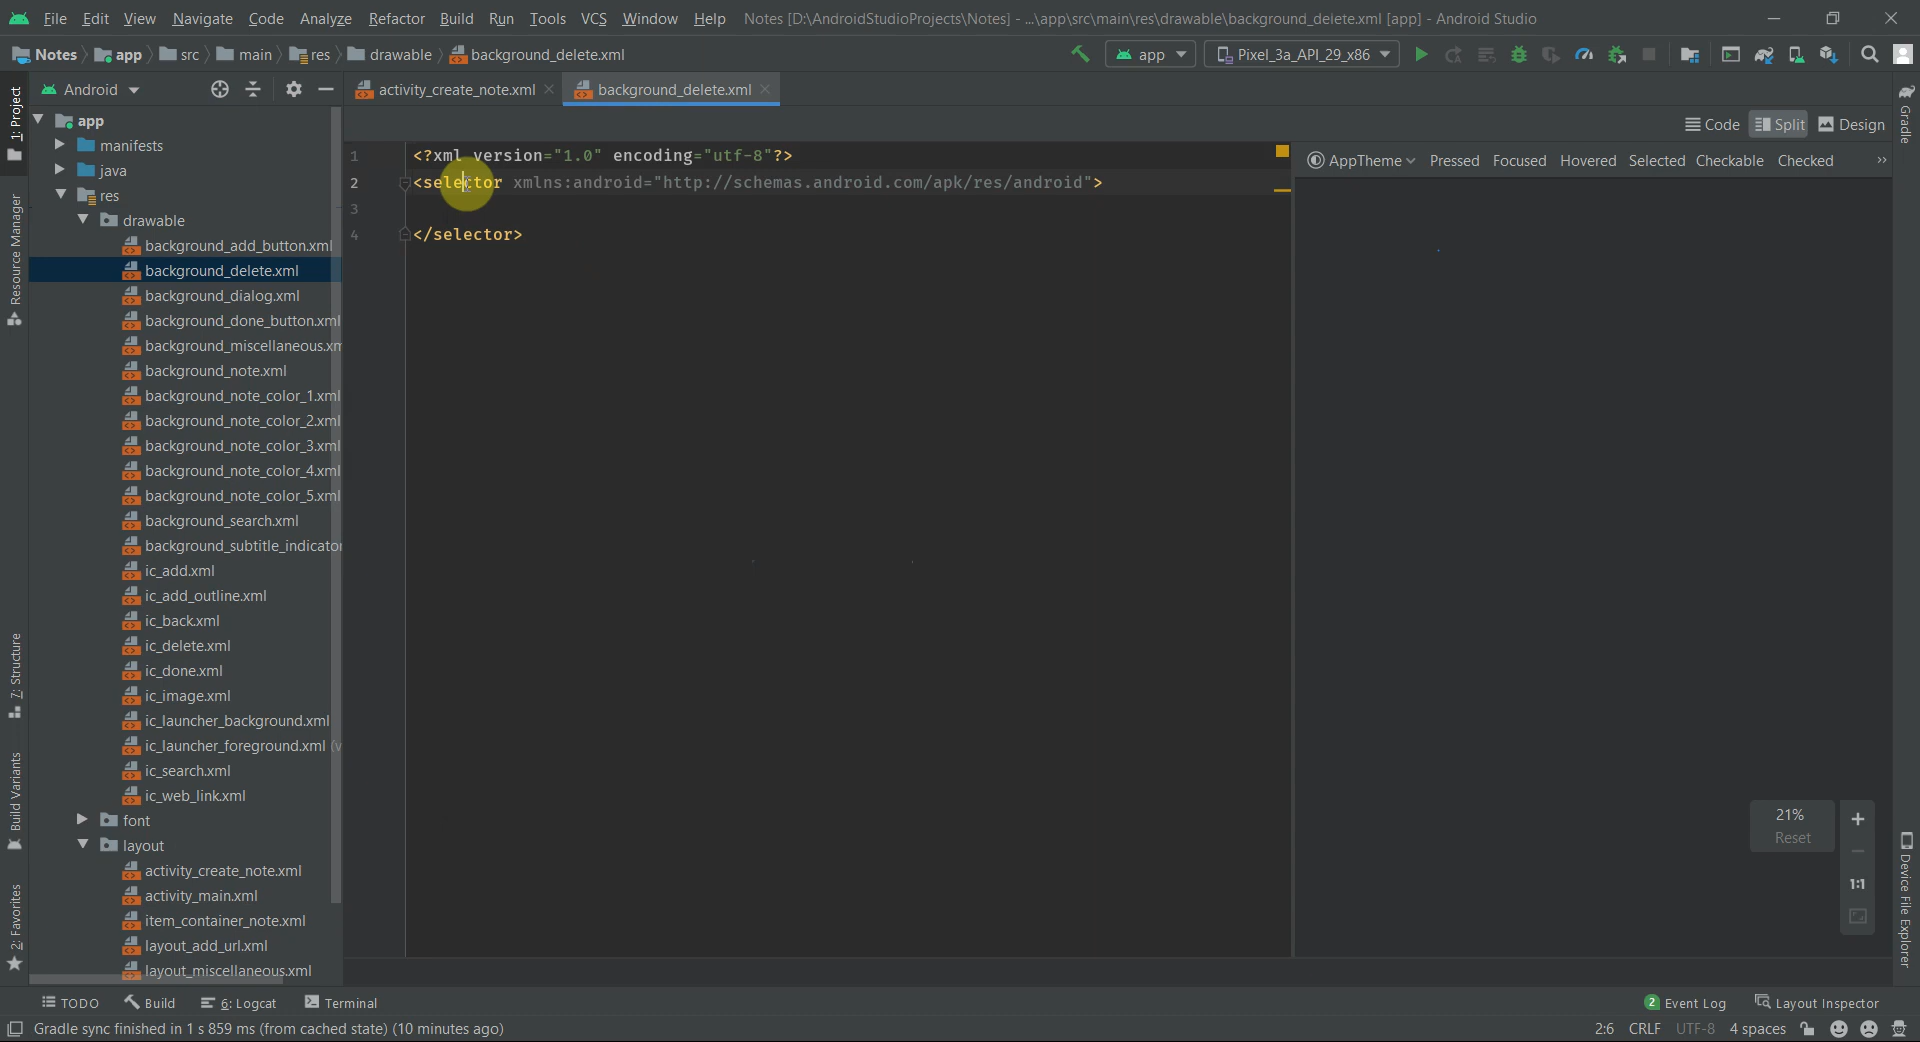 File Edit View Navigate Code Analyze Refactor Build Run Tools VCS Window Help Notes [D:\AndroidStudioProjects\Notes] - ...\app\src\main\res\drawable\background_delete.xml [app] - Android Studio
Notes app src main res drawable background_delete.xml app Pixel_3a_API_29_x86
Android activity_create_note.xml background_delete.xml
Code Split Design
AppTheme Pressed Focused Hovered Selected Checkable Checked »
1 <?xml version="1.0" encoding="utf-8"?>
2 <selector xmlns:android="http://schemas.android.com/apk/res/android">
3
4 </selector>
app
manifests
java
res
drawable
background_add_button.xml
background_delete.xml
background_dialog.xml
background_done_button.xml
background_miscellaneous.xm
background_note.xml
background_note_color_1.xml
background_note_color_2.xml
background_note_color_3.xml
background_note_color_4.xml
background_note_color_5.xml
background_search.xml
background_subtitle_indicator
ic_add.xml
ic_add_outline.xml
ic_back.xml
ic_delete.xml
ic_done.xml
ic_image.xml
ic_launcher_background.xml
ic_launcher_foreground.xml (v
ic_search.xml
ic_web_link.xml
font
layout
activity_create_note.xml
activity_main.xml
item_container_note.xml
layout_add_url.xml
layout_miscellaneous.xml
1: Project
Resource Manager
7: Structure
Build Variants
2: Favorites
Gradle
Device File Explorer
21%
Reset
1:1
TODO Build 6: Logcat Terminal 2 Event Log Layout Inspector
Gradle sync finished in 1 s 859 ms (from cached state) (10 minutes ago) 2:6 CRLF UTF-8 4 spaces